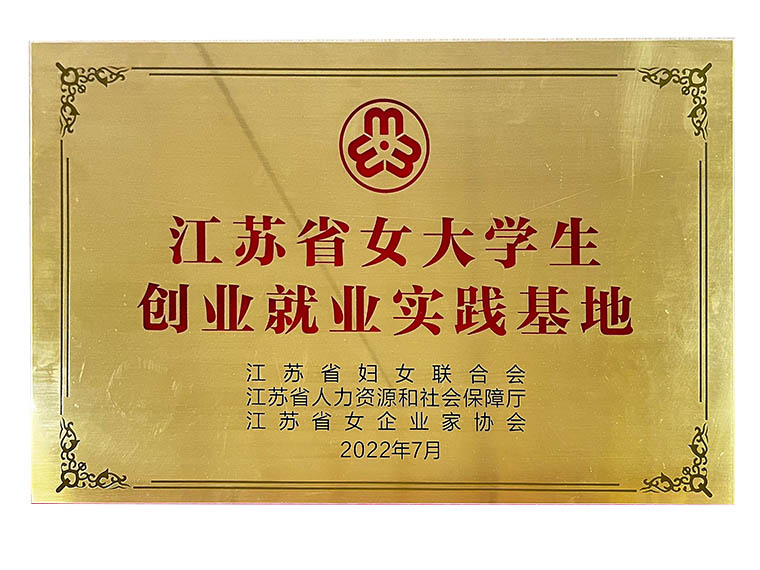 江苏省女大学生
创业就业实践基地
江苏省妇女联合会
江苏省人力资源和社会保障厅
江苏省女企业家协会
2022年7月